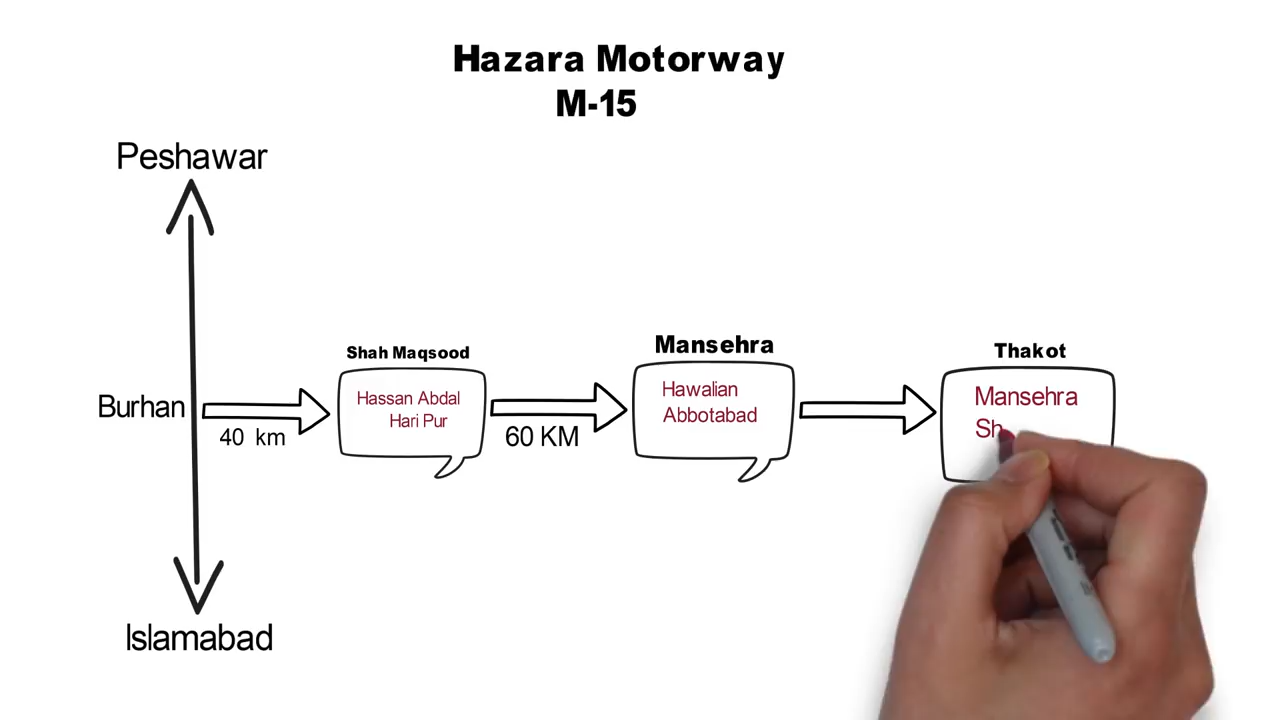 Hazara Motorway
M-15
Peshawar
Burhan
40 km
Shah Maqsood
Hassan Abdal
Hari Pur
60 KM
Mansehra
Hawalian
Abbotabad
Thakot
Mansehra
Sh
Islamabad